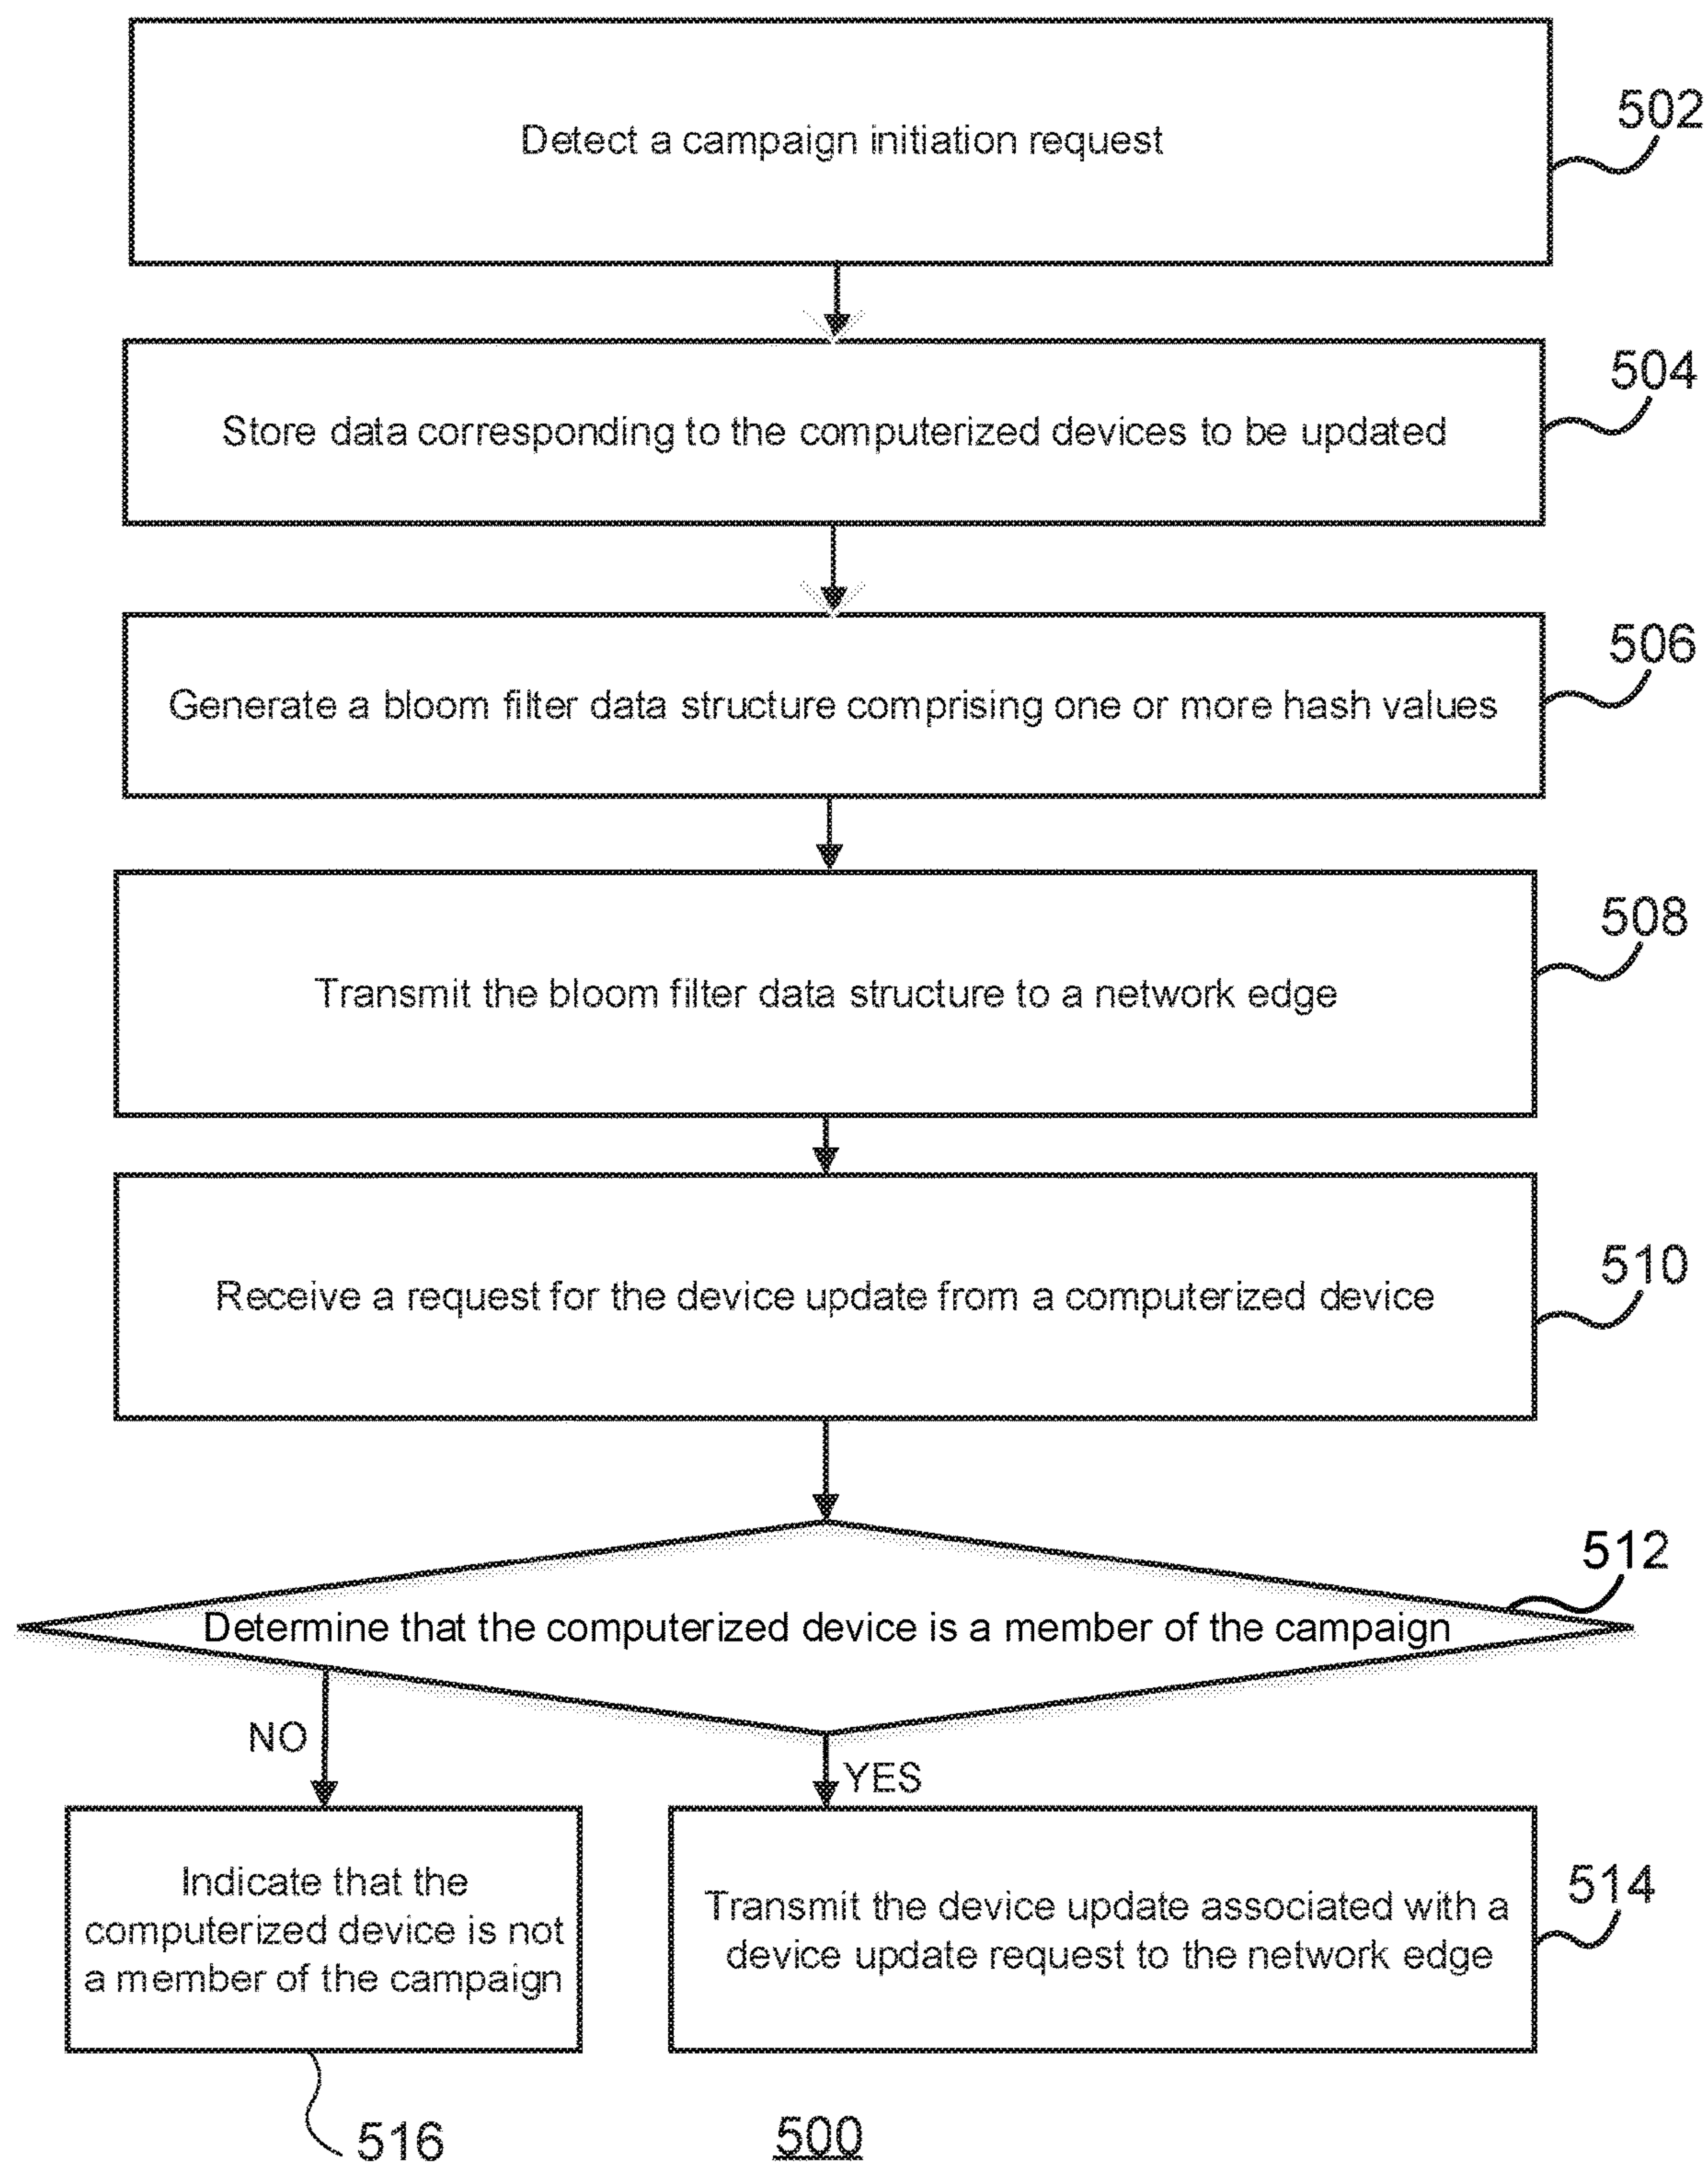 Detect a campaign initiation request
502
Store data corresponding to the computerized devices to be updated
504
Generate a bloom filter data structure comprising one or more hash values
506
Transmit the bloom filter data structure to a network edge
508
Receive a request for the device update from a computerized device
510
Determine that the computerized device is a member of the campaign
512
NO
YES
Indicate that the
computerized device is not
a member of the campaign
516
Transmit the device update associated with a
device update request to the network edge
514
500